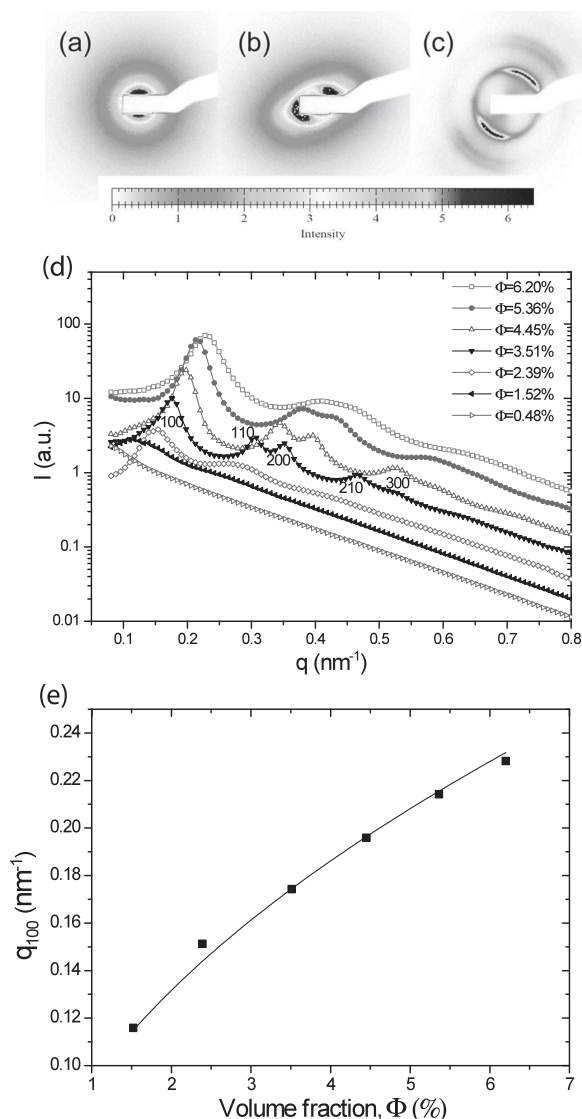 (a)
(b)
(c)
0 1 2 3 4 5 6
Intensity
(d)
I (a.u.)
100
10
1
0.1
0.01
0.1 0.2 0.3 0.4 0.5 0.6 0.7 0.8
q (nm⁻¹)
Φ=6.20%
Φ=5.36%
Φ=4.45%
Φ=3.51%
Φ=2.39%
Φ=1.52%
Φ=0.48%
100
110
200
210
300
(e)
q₁₀₀ (nm⁻¹)
0.24
0.22
0.20
0.18
0.16
0.14
0.12
0.10
1 2 3 4 5 6 7
Volume fraction, Φ (%)